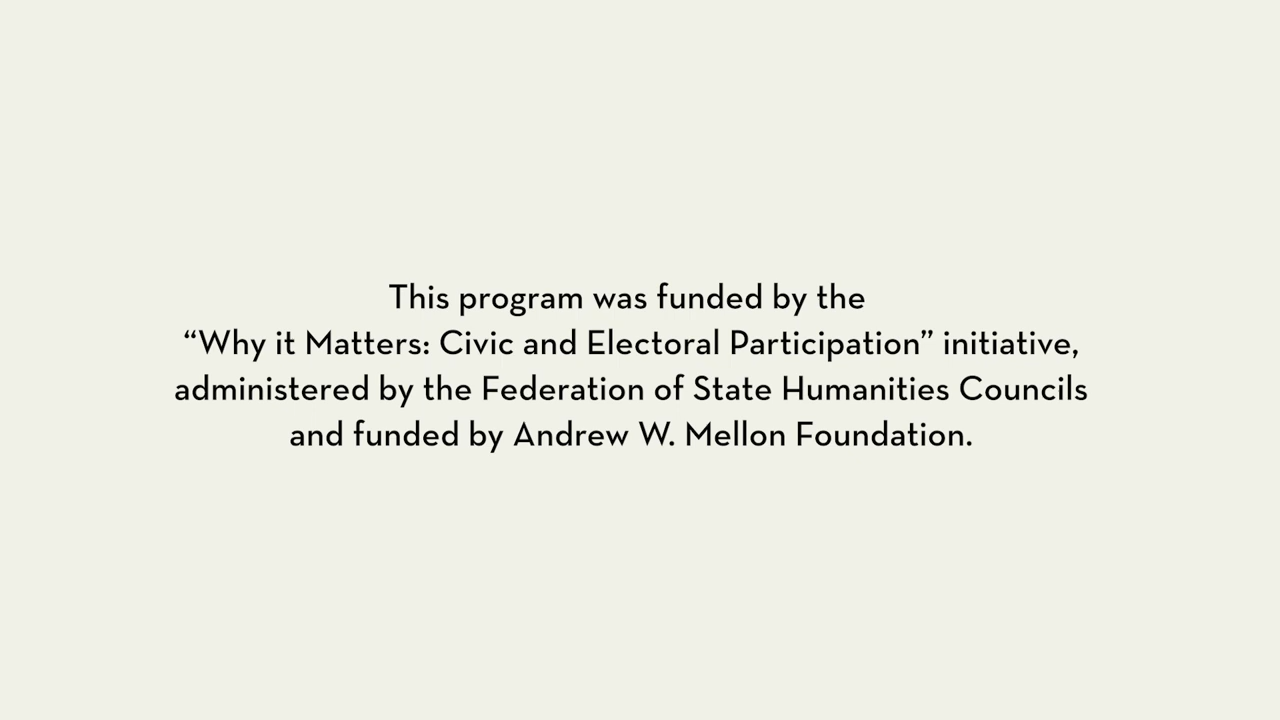 This program was funded by the
“Why it Matters: Civic and Electoral Participation” initiative,
administered by the Federation of State Humanities Councils
and funded by Andrew W. Mellon Foundation.